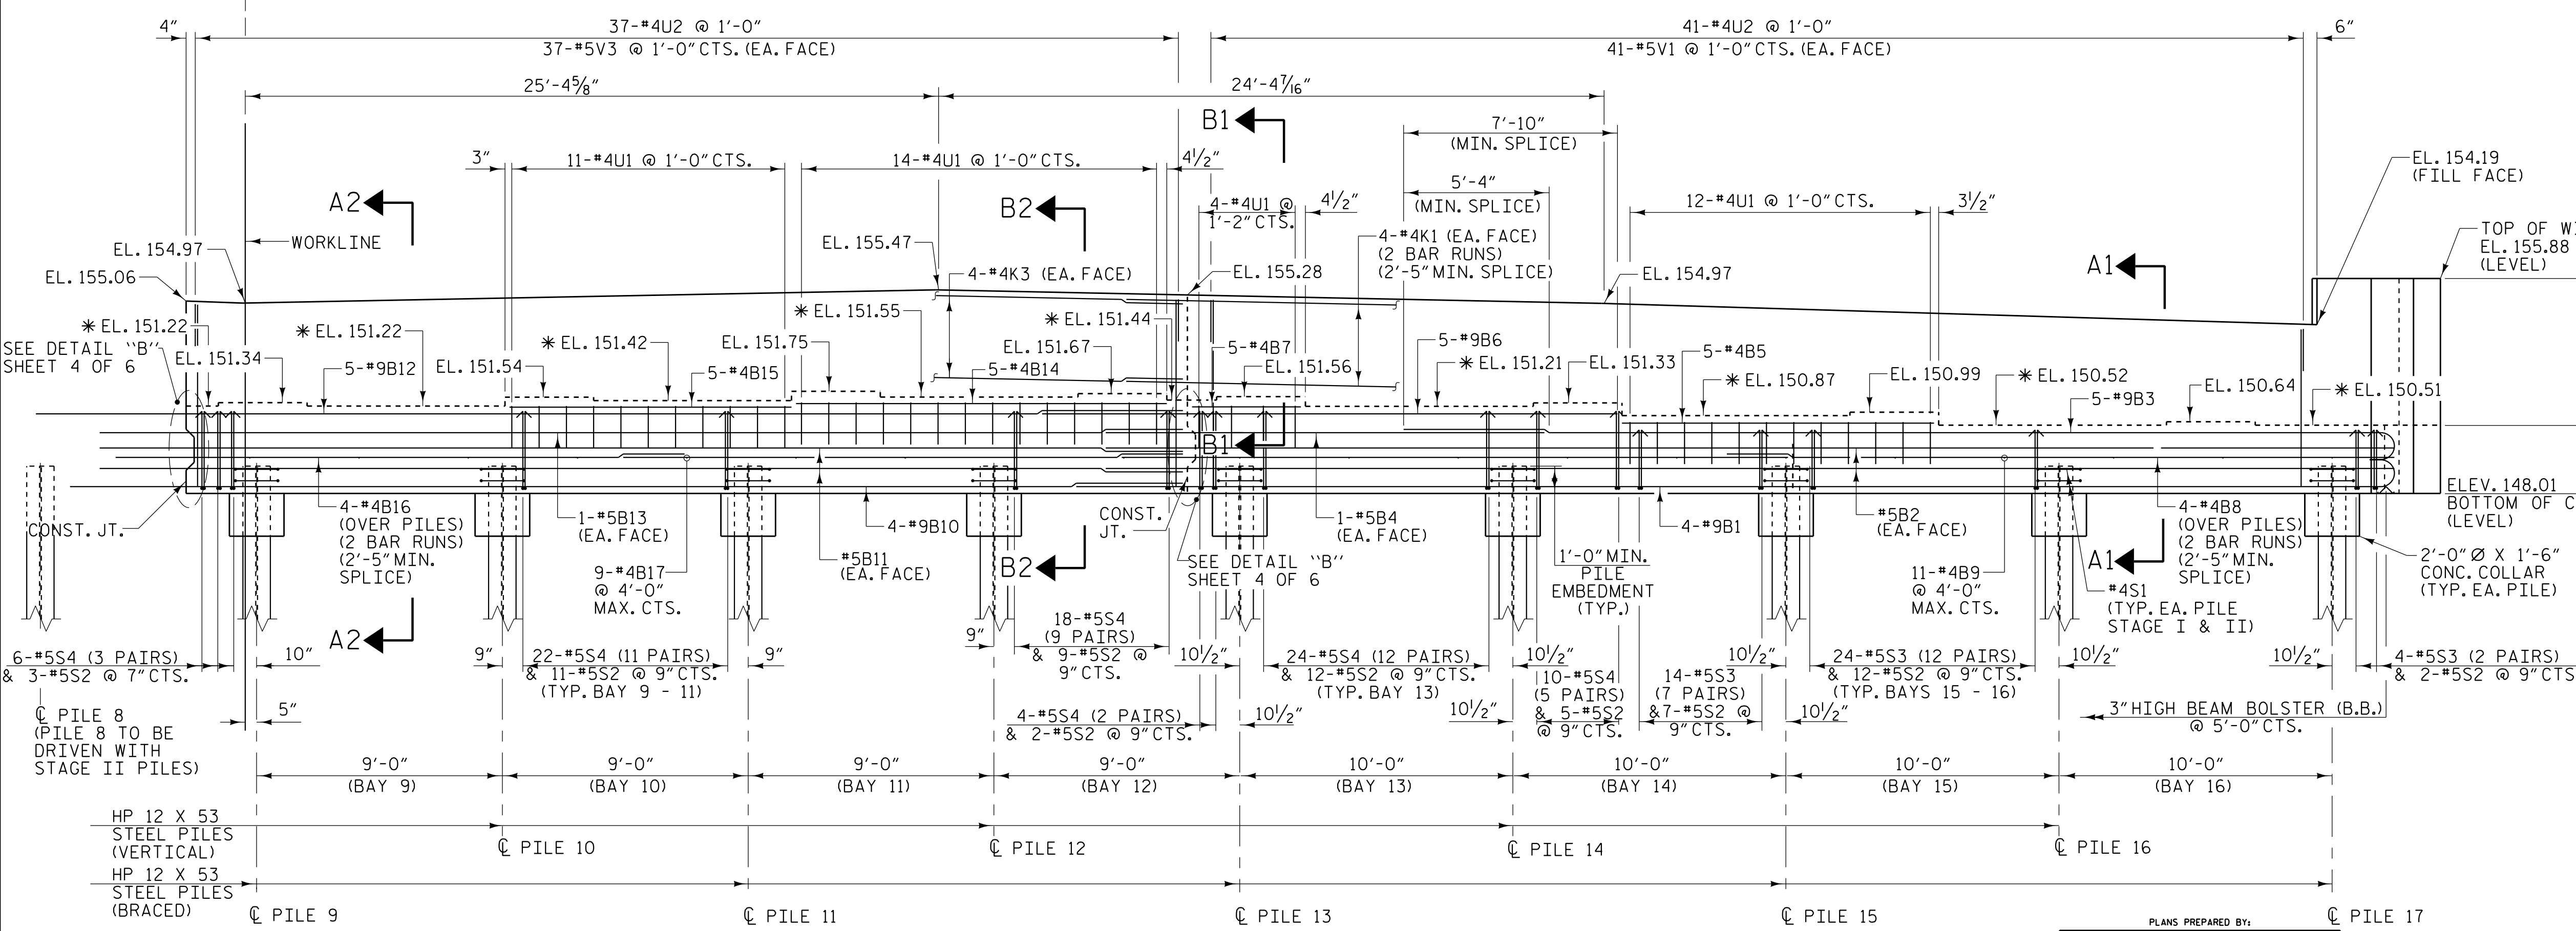 4"
37-#4U2 @ 1'-0"
37-#5V3 @ 1'-0" CTS. (EA. FACE)
41-#4U2 @ 1'-0"
41-#5V1 @ 1'-0" CTS. (EA. FACE)
6"
25'-4⅝"
24'-4 7/16"
B1
7'-10"
(MIN. SPLICE)
5'-4"
(MIN. SPLICE)
3"
11-#4U1 @ 1'-0" CTS.
14-#4U1 @ 1'-0" CTS.
4½"
4-#4U1 @
1'-2" CTS.
4½"
12-#4U1 @ 1'-0" CTS.
3½"
EL. 154.19
(FILL FACE)
A2
B2
WORKLINE
EL. 154.97
EL. 155.06
EL. 155.47
4-#4K3 (EA. FACE)
EL. 155.28
4-#4K1 (EA. FACE)
(2 BAR RUNS)
(2'-5" MIN. SPLICE)
EL. 154.97
A1
TOP OF W
EL. 155.88
(LEVEL)
SEE DETAIL "B"
SHEET 4 OF 6
* EL. 151.22
EL. 151.34
* EL. 151.22
5-#9B12
EL. 151.54
* EL. 151.42
5-#4B15
EL. 151.75
* EL. 151.55
5-#4B14
EL. 151.67
* EL. 151.44
5-#4B7
EL. 151.56
5-#9B6
* EL. 151.21
EL. 151.33
5-#4B5
* EL. 150.87
EL. 150.99
* EL. 150.52
5-#9B3
EL. 150.64
* EL. 150.51
B1
CONST. JT.
4-#4B16
(OVER PILES)
(2 BAR RUNS)
(2'-5" MIN.
SPLICE)
A2
1-#5B13
(EA. FACE)
9-#4B17
@ 4'-0"
MAX. CTS.
#5B11
(EA. FACE)
4-#9B10
B2
CONST.
JT.
SEE DETAIL "B"
SHEET 4 OF 6
1-#5B4
(EA. FACE)
1'-0" MIN.
PILE
EMBEDMENT
(TYP.)
4-#9B1
#5B2
(EA. FACE)
11-#4B9
@ 4'-0"
MAX. CTS.
#4S1
(TYP. EA. PILE
STAGE I & II)
A1
4-#4B8
(OVER PILES)
(2 BAR RUNS)
(2'-5" MIN.
SPLICE)
ELEV. 148.01
BOTTOM OF C
(LEVEL)
2'-0" Ø X 1'-6"
CONC. COLLAR
(TYP. EA. PILE)
6-#5S4 (3 PAIRS)
& 3-#5S2 @ 7" CTS.
10"
9"
22-#5S4 (11 PAIRS)
& 11-#5S2 @ 9" CTS.
(TYP. BAY 9 - 11)
9"
9"
18-#5S4
(9 PAIRS)
& 9-#5S2 @
9" CTS.
10½"
24-#5S4 (12 PAIRS)
& 12-#5S2 @ 9" CTS.
(TYP. BAY 13)
10½"
10-#5S4
(5 PAIRS)
& 5-#5S2
@ 9" CTS.
14-#5S3
(7 PAIRS)
&7-#5S2 @
9" CTS.
10½"
24-#5S3 (12 PAIRS)
& 12-#5S2 @ 9" CTS.
(TYP. BAYS 15 - 16)
10½"
10½"
4-#5S3 (2 PAIRS)
& 2-#5S2 @ 9" CTS
℄ PILE 8
(PILE 8 TO BE
DRIVEN WITH
STAGE II PILES)
5"
4-#5S4 (2 PAIRS)
& 2-#5S2 @ 9" CTS.
10½"
10½"
10½"
3" HIGH BEAM BOLSTER (B.B.)
@ 5'-0" CTS.
9'-0"
(BAY 9)
9'-0"
(BAY 10)
9'-0"
(BAY 11)
9'-0"
(BAY 12)
10'-0"
(BAY 13)
10'-0"
(BAY 14)
10'-0"
(BAY 15)
10'-0"
(BAY 16)
HP 12 X 53
STEEL PILES
(VERTICAL)
℄ PILE 10
℄ PILE 12
℄ PILE 14
℄ PILE 16
HP 12 X 53
STEEL PILES
(BRACED)
℄ PILE 9
℄ PILE 11
℄ PILE 13
℄ PILE 15
℄ PILE 17
PLANS PREPARED BY: